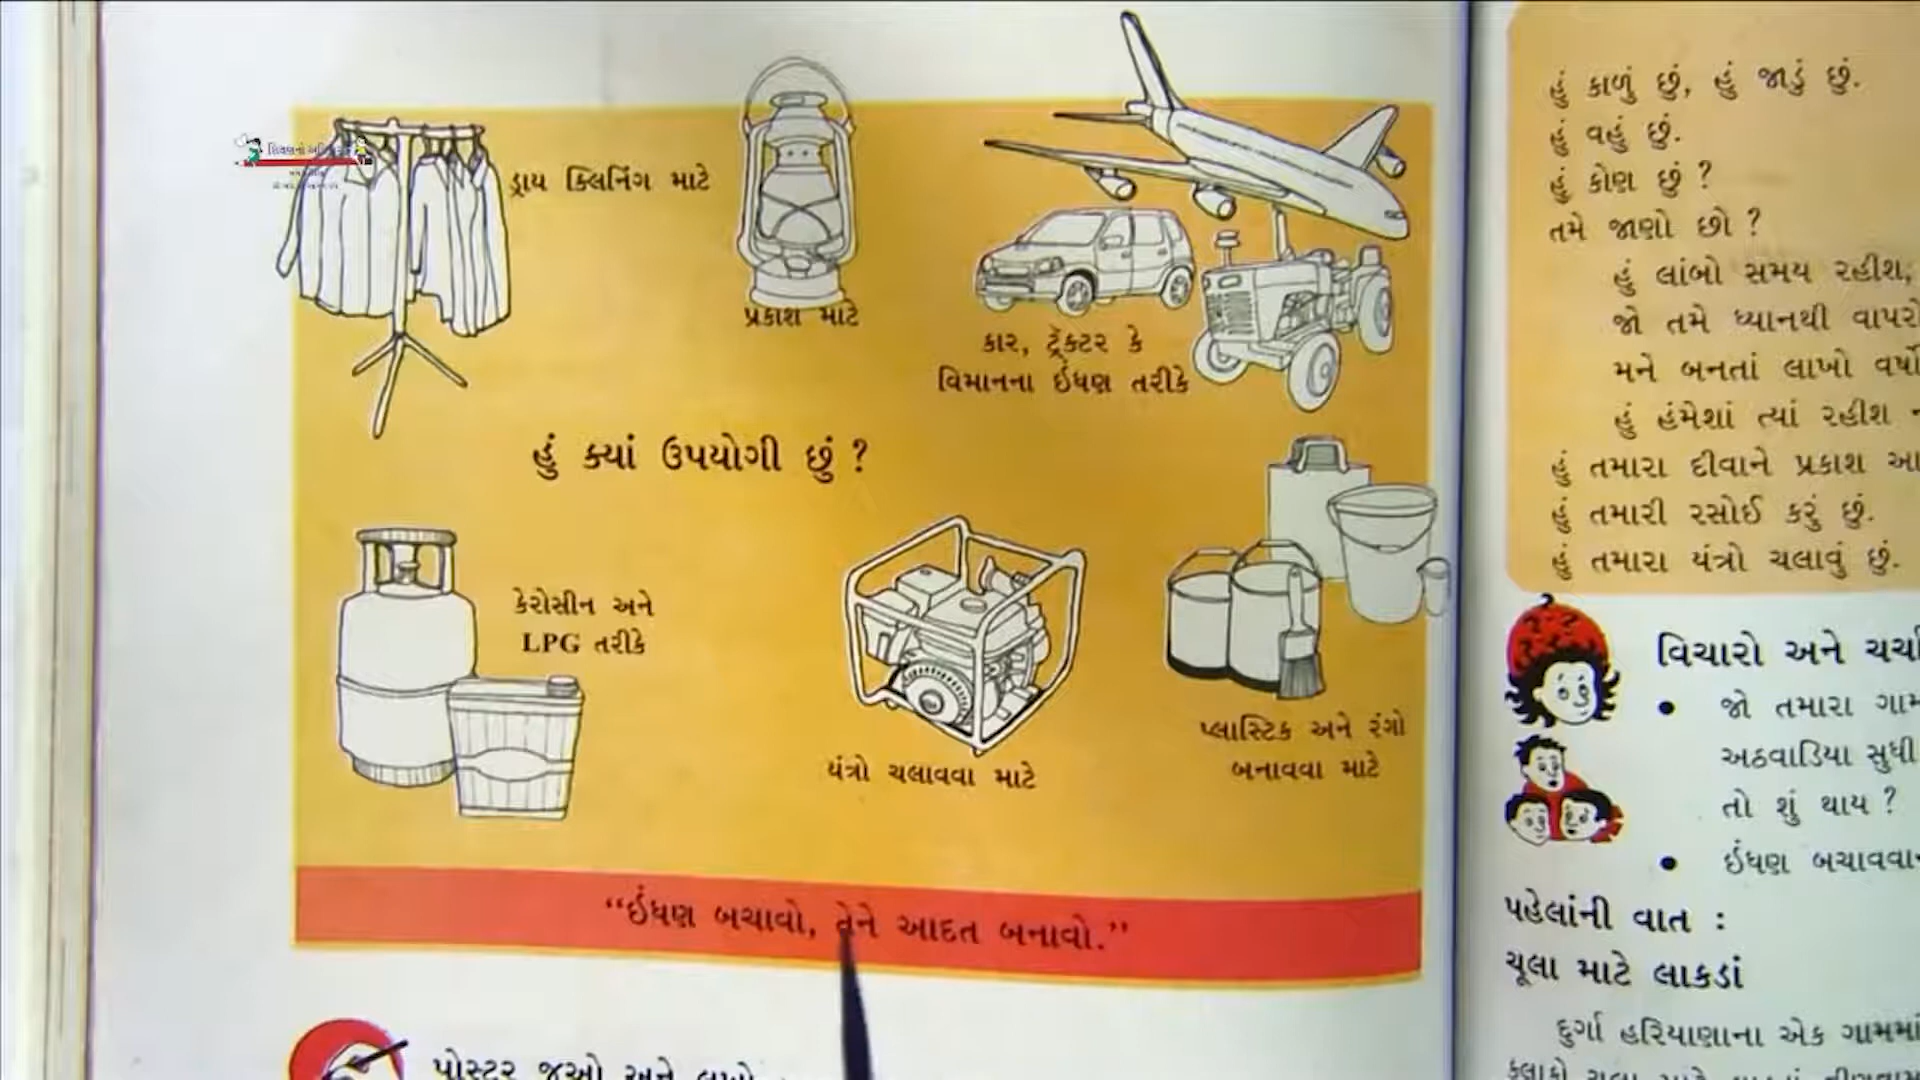 ડ્રાય ક્લિનિંગ માટે
પ્રકાશ માટે
કાર, ટ્રૅક્ટર કે
વિમાનના ઇંધણ તરીકે
હું ક્યાં ઉપયોગી છું ?
કેરોસીન અને
LPG તરીકે
યંત્રો ચલાવવા માટે
પ્લાસ્ટિક અને રંગો
બનાવવા માટે
“ઇંધણ બચાવો, તેને આદત બનાવો.”
પોસ્ટર જુઓ અને લખો
હું કાળું છું, હું જાડું છું.
હું વહું છું.
હું કોણ છું ?
તમે જાણો છો ?
હું લાંબો સમય રહીશ,
જો તમે ધ્યાનથી
મને બનતાં લાખો
હું હંમેશાં ત્યાં રહીશ
હું તમારા દીવાને પ્રકાશ
હું તમારી રસોઈ કરું છું.
હું તમારા યંત્રો ચલાવું છું.
વિચારો અને
• જો તમારા
અઠવાડિયા સુધી
તો શું થાય ?
• ઇંધણ
પહેલાંની વાત :
ચૂલા માટે લાકડાં
દુર્ગા હરિયાણાના એક